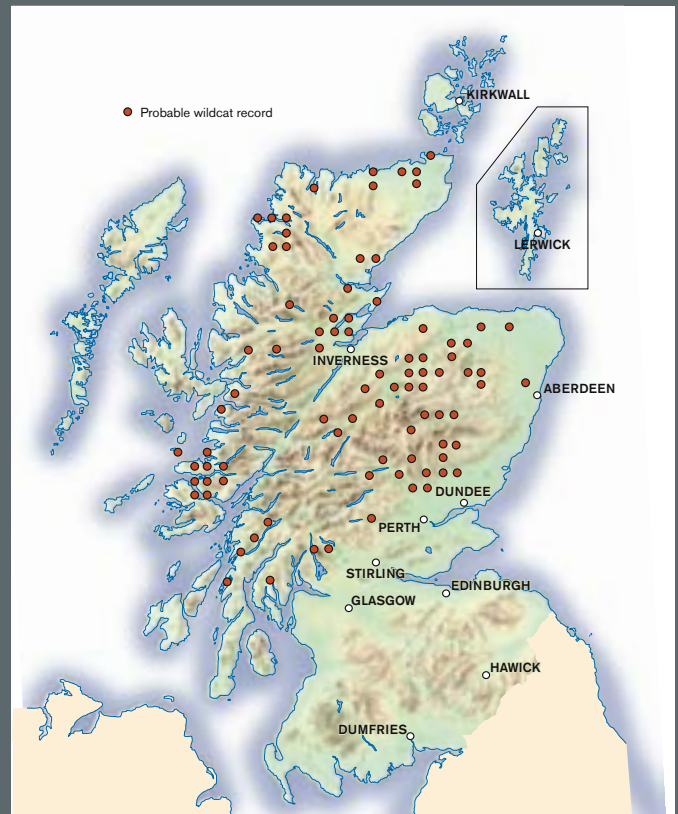 KIRKWALL
Probable wildcat record
LERWICK
INVERNESS
ABERDEEN
DUNDEE
PERTH
STIRLING
EDINBURGH
GLASGOW
HAWICK
DUMFRIES